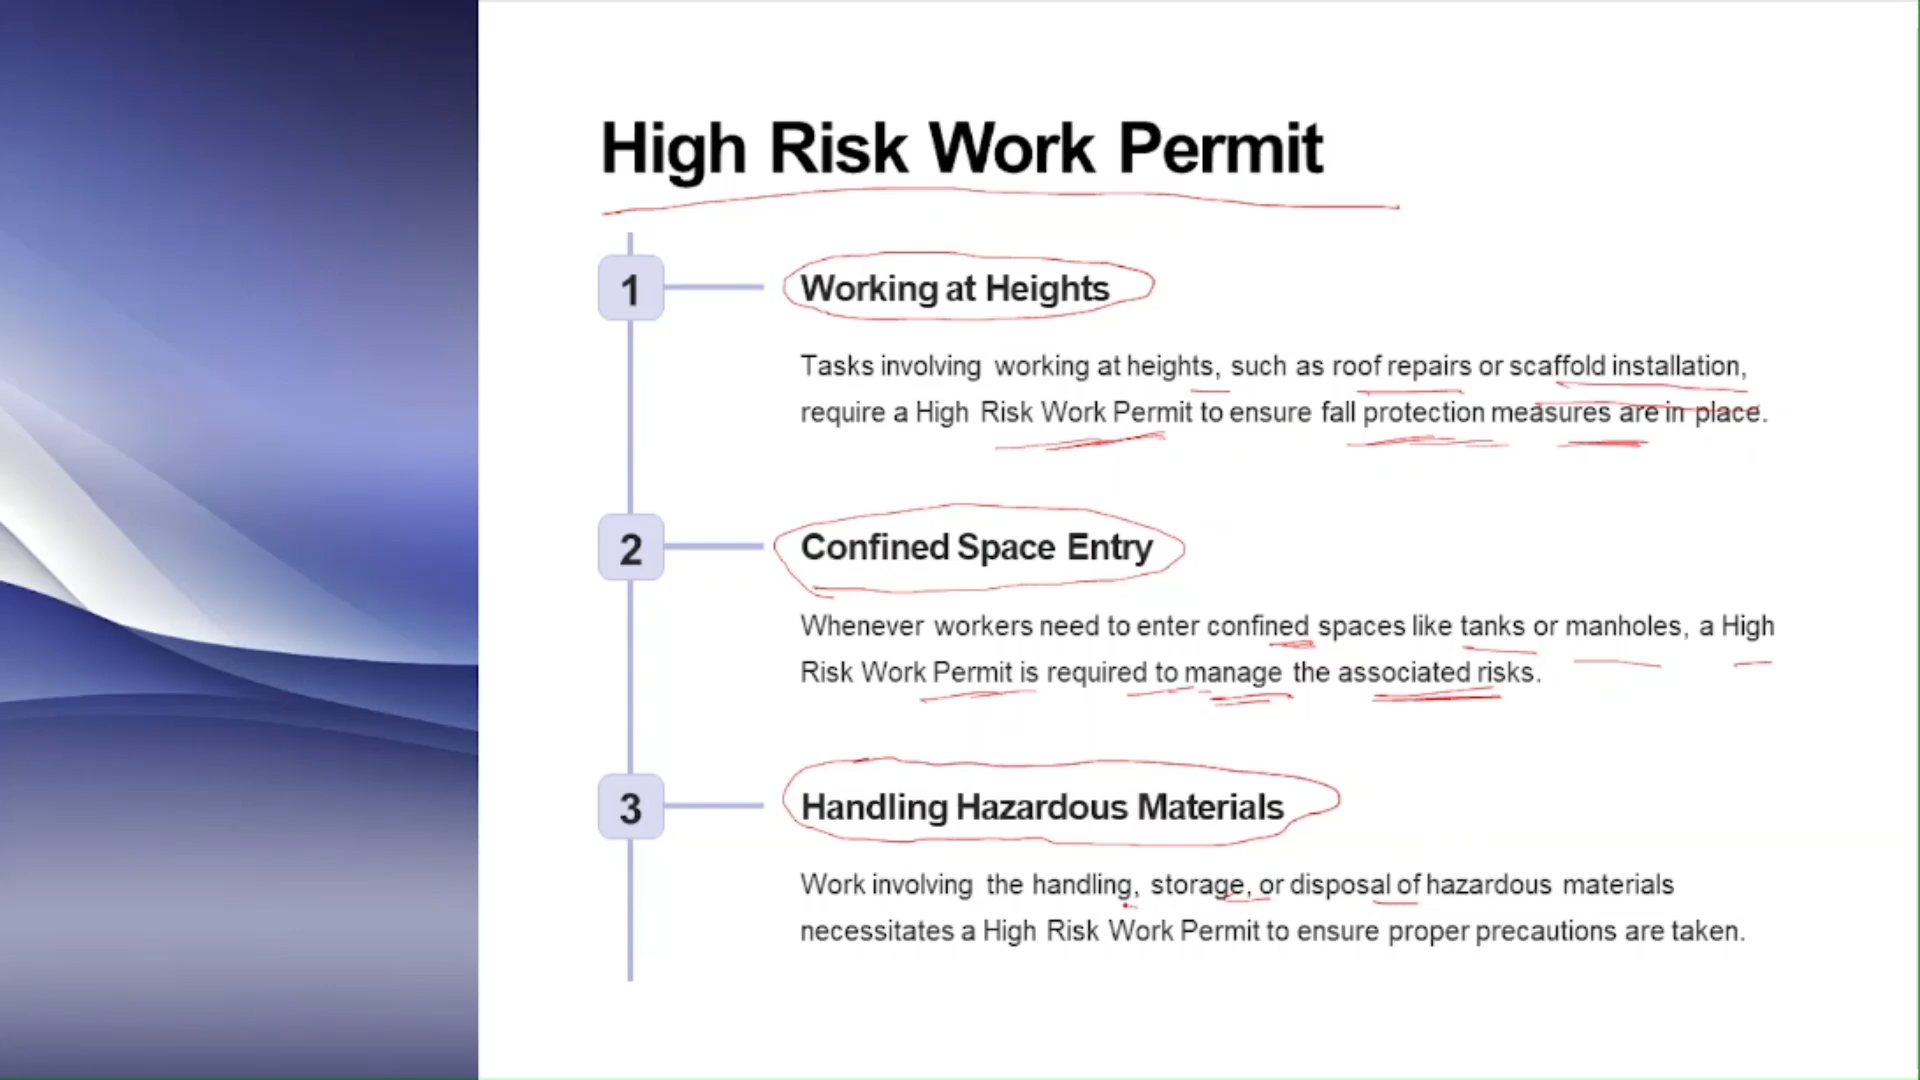 High Risk Work Permit
1
Working at Heights
Tasks involving working at heights, such as roof repairs or scaffold installation,
require a High Risk Work Permit to ensure fall protection measures are in place.
2
Confined Space Entry
Whenever workers need to enter confined spaces like tanks or manholes, a High
Risk Work Permit is required to manage the associated risks.
3
Handling Hazardous Materials
Work involving the handling, storage, or disposal of hazardous materials
necessitates a High Risk Work Permit to ensure proper precautions are taken.